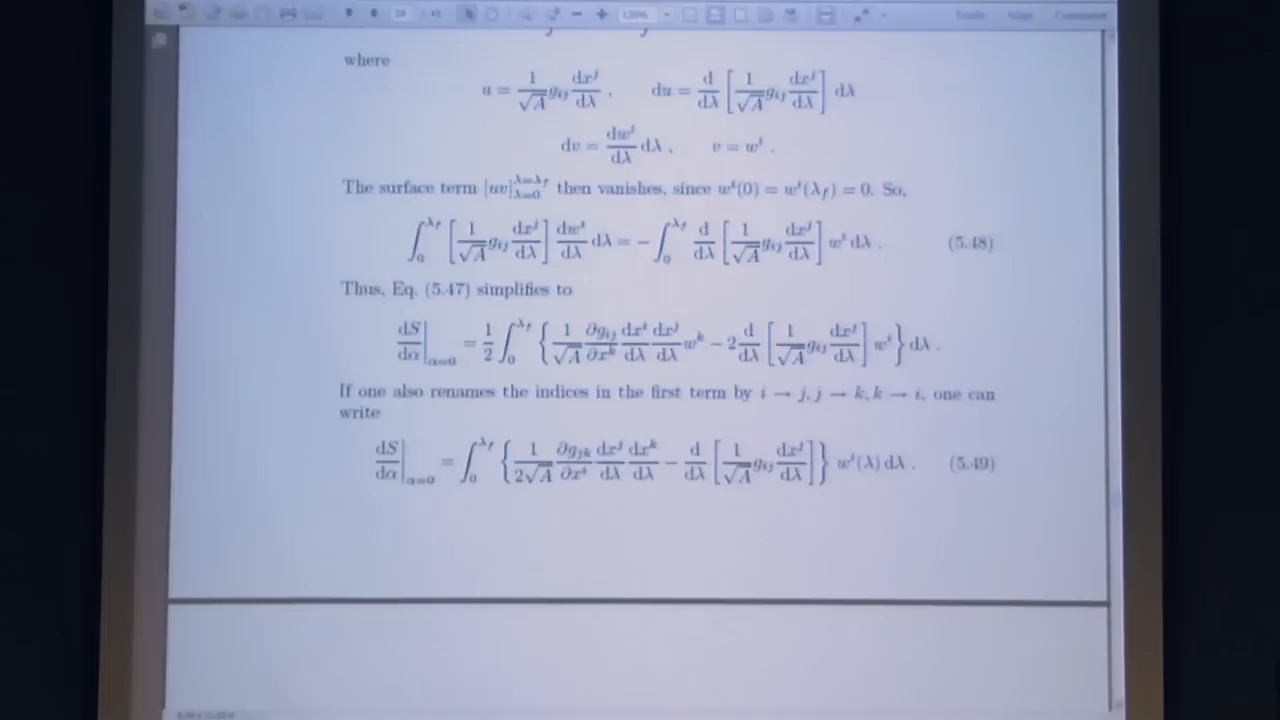 where
u = 1/√A g_ij dx^j/dλ , du = d/dλ [ 1/√A g_ij dx^j/dλ ] dλ
dv = dw^i/dλ dλ , v = w^i .
The surface term [uv]_{λ=0}^{λ=λ_f} then vanishes, since w^i(0) = w^i(λ_f) = 0. So,
∫_0^{λ_f} [ 1/√A g_ij dx^j/dλ ] dw^i/dλ dλ = − ∫_0^{λ_f} d/dλ [ 1/√A g_ij dx^j/dλ ] w^i dλ . (5.48)
Thus, Eq. (5.47) simplifies to
dS/dα |_{α=0} = 1/2 ∫_0^{λ_f} { 1/√A ∂g_ij/∂x^k dx^i/dλ dx^j/dλ w^k − 2 d/dλ [ 1/√A g_ij dx^j/dλ ] w^i } dλ .
If one also renames the indices in the first term by i → j, j → k, k → i, one can
write
dS/dα |_{α=0} = ∫_0^{λ_f} { 1/2√A ∂g_jk/∂x^i dx^j/dλ dx^k/dλ − d/dλ [ 1/√A g_ij dx^j/dλ ] } w^i(λ) dλ . (5.49)